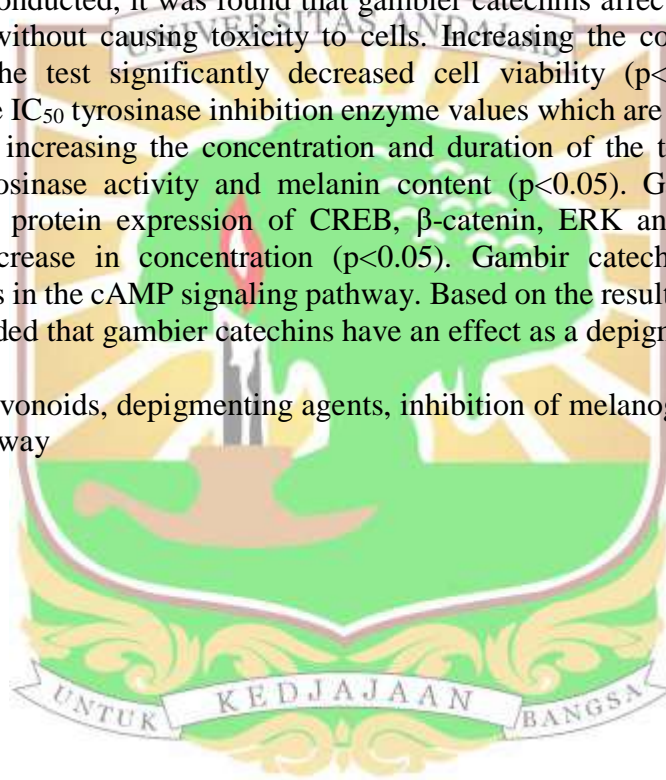 onducted, it was found that gambier catechins affec
without causing toxicity to cells. Increasing the co
he test significantly decreased cell viability (p<
e IC₅₀ tyrosinase inhibition enzyme values which are
increasing the concentration and duration of the t
osinase activity and melanin content (p<0.05). G
protein expression of CREB, β-catenin, ERK an
crease in concentration (p<0.05). Gambir catech
s in the cAMP signaling pathway. Based on the result
ded that gambier catechins have an effect as a depign
vonoids, depigmenting agents, inhibition of melanog
way
UNIVERSITAS ANDALAS
UNTUK KEDJAJAAN BANGSA